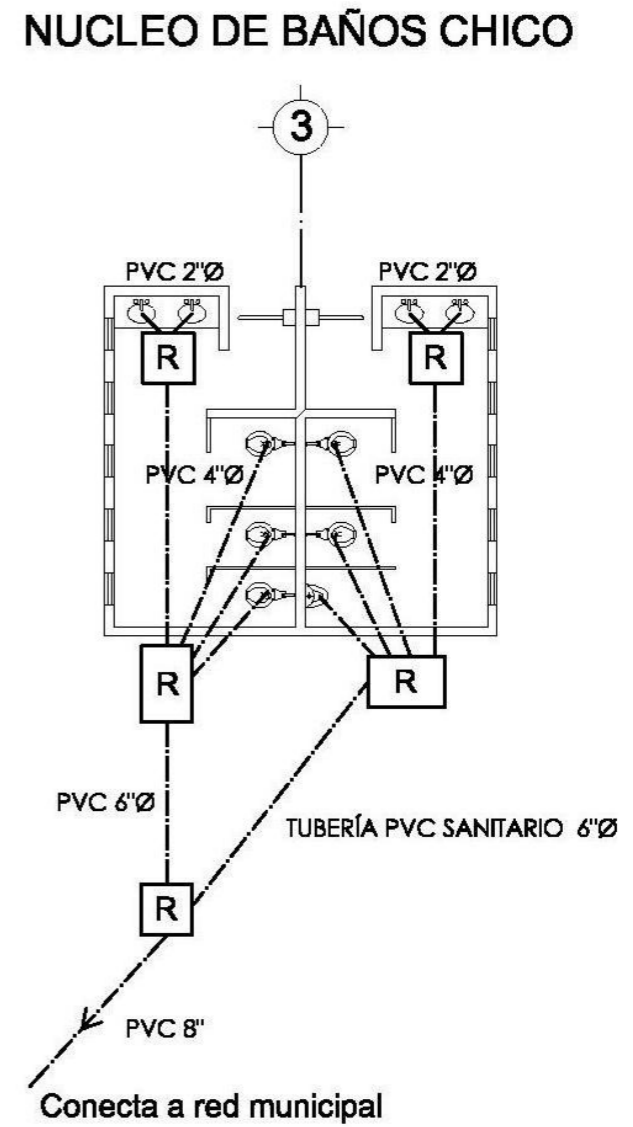 NUCLEO DE BAÑOS CHICO
3
PVC 2"Ø
PVC 2"Ø
R
R
PVC 4"Ø
PVC 4"Ø
R
R
PVC 6"Ø
TUBERÍA PVC SANITARIO 6"Ø
R
PVC 8"
Conecta a red municipal